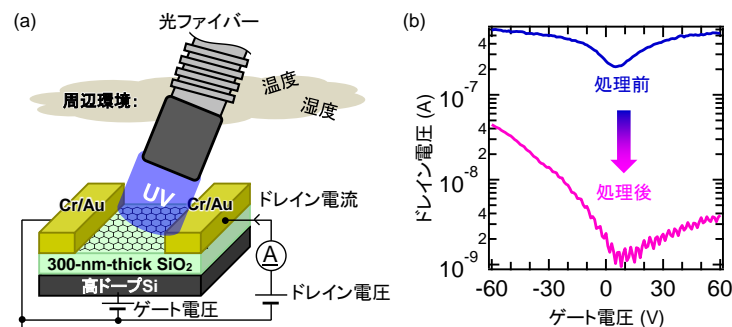 (a)
光ファイバー
周辺環境:
温度
湿度
UV
Cr/Au
Cr/Au
ドレイン電流
A
300-nm-thick SiO2
高ドープSi
ゲート電圧
ドレイン電圧
(b)
ドレイン電圧 (A)
4
2
10-7
4
2
10-8
4
2
10-9
処理前
処理後
-60
-30
0
30
60
ゲート電圧 (V)